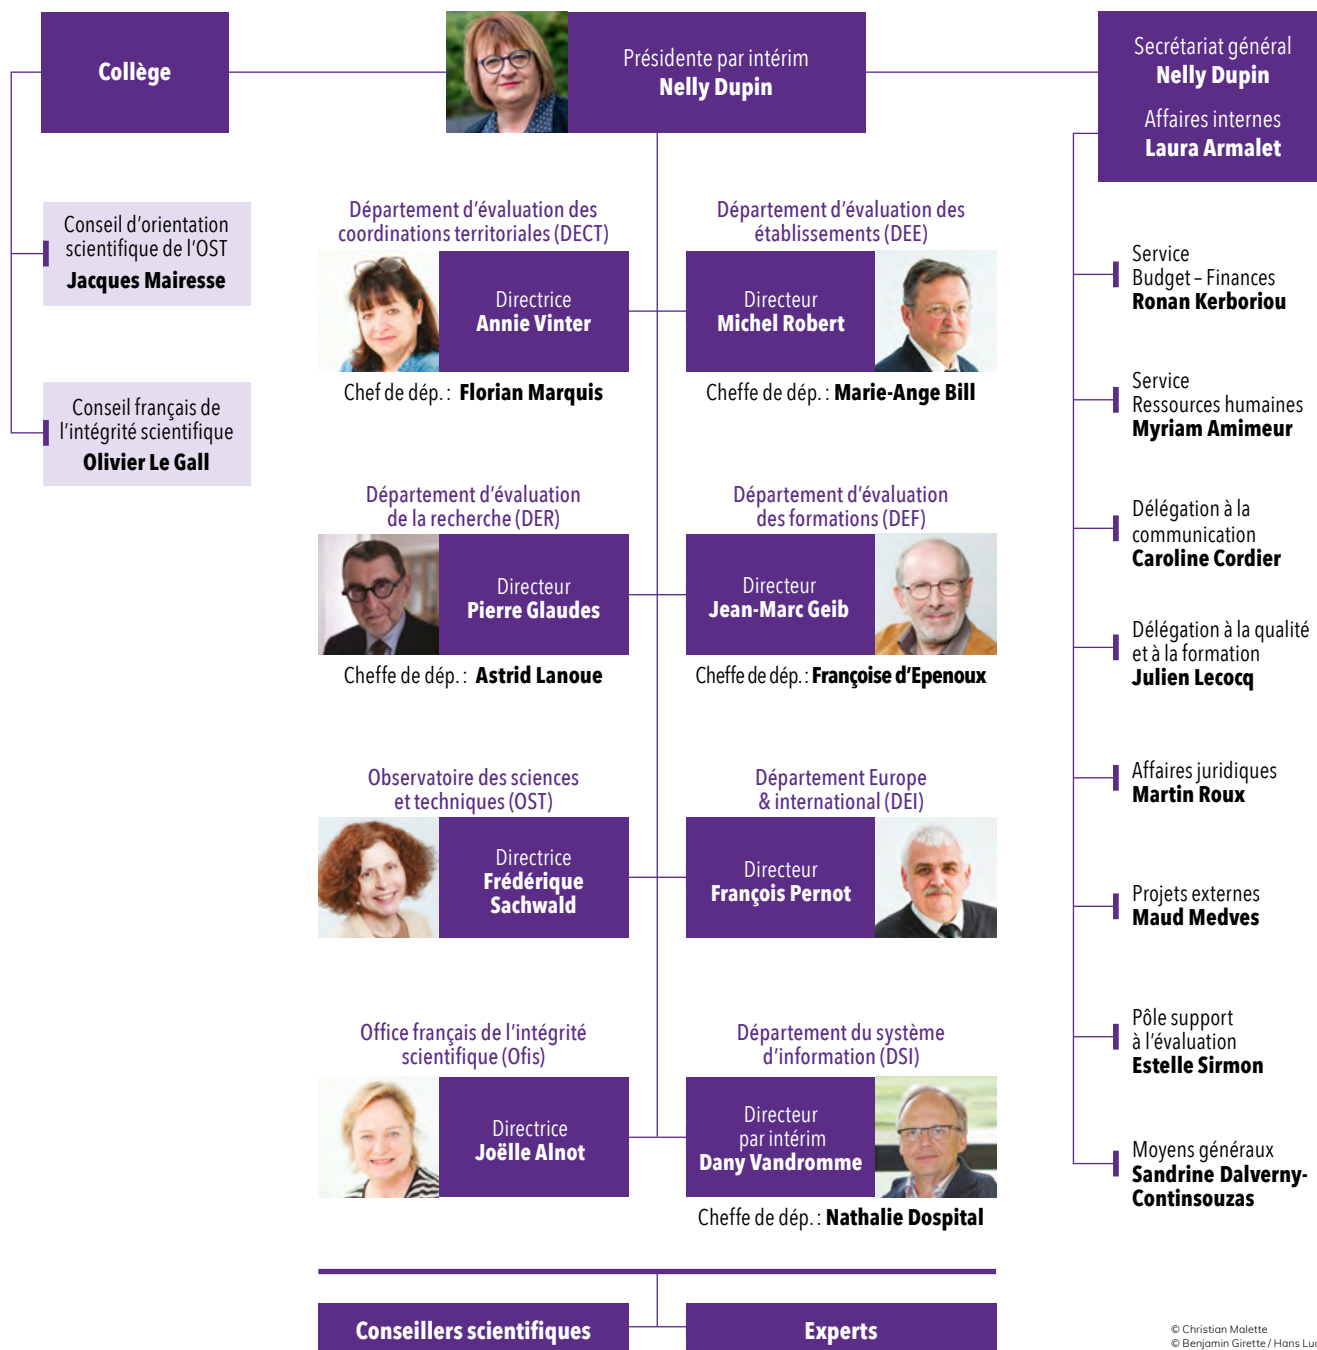 Collège
Présidente par intérim
Nelly Dupin
Secrétariat général
Nelly Dupin
Affaires internes
Laura Armalet
Conseil d'orientation
scientifique de l'OST
Jacques Mairesse
Conseil français de
l'intégrité scientifique
Olivier Le Gall
Département d'évaluation des
coordinations territoriales (DECT)
Directrice
Annie Vinter
Chef de dép. : Florian Marquis
Département d'évaluation des
établissements (DEE)
Directeur
Michel Robert
Cheffe de dép. : Marie-Ange Bill
Département d'évaluation
de la recherche (DER)
Directeur
Pierre Glaudes
Cheffe de dép. : Astrid Lanoue
Département d'évaluation
des formations (DEF)
Directeur
Jean-Marc Geib
Cheffe de dép. : Françoise d'Epenoux
Observatoire des sciences
et techniques (OST)
Directrice
Frédérique
Sachwald
Département Europe
& international (DEI)
Directeur
François Pernot
Office français de l'intégrité
scientifique (Ofis)
Directrice
Joëlle Alnot
Département du système
d'information (DSI)
Directeur
par intérim
Dany Vandromme
Cheffe de dép. : Nathalie Dospital
Service
Budget – Finances
Ronan Kerboriou
Service
Ressources humaines
Myriam Amimeur
Délégation à la
communication
Caroline Cordier
Délégation à la qualité
et à la formation
Julien Lecocq
Affaires juridiques
Martin Roux
Projets externes
Maud Medves
Pôle support
à l'évaluation
Estelle Sirmon
Moyens généraux
Sandrine Dalverny-
Continsouzas
Conseillers scientifiques
Experts
© Christian Malette
© Benjamin Girette / Hans Luc